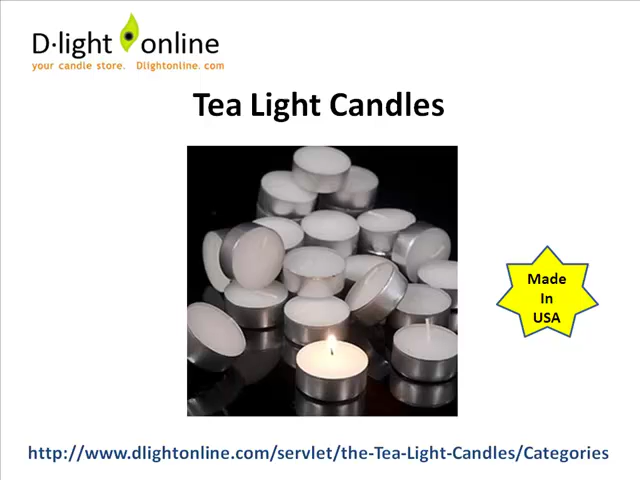 D·light online
your candle store. Dlightonline. com
Tea Light Candles
Made
In
USA
http://www.dlightonline.com/servlet/the-Tea-Light-Candles/Categories